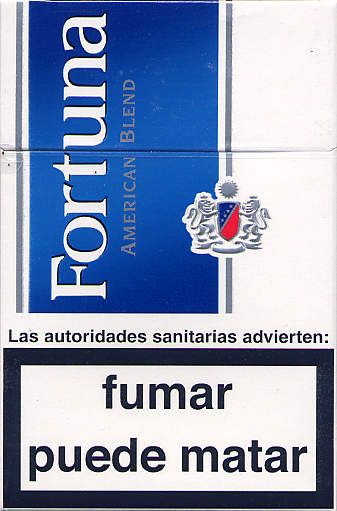 Fortuna
AMERICAN BLEND
Las autoridades sanitarias advierten:
fumar
puede matar